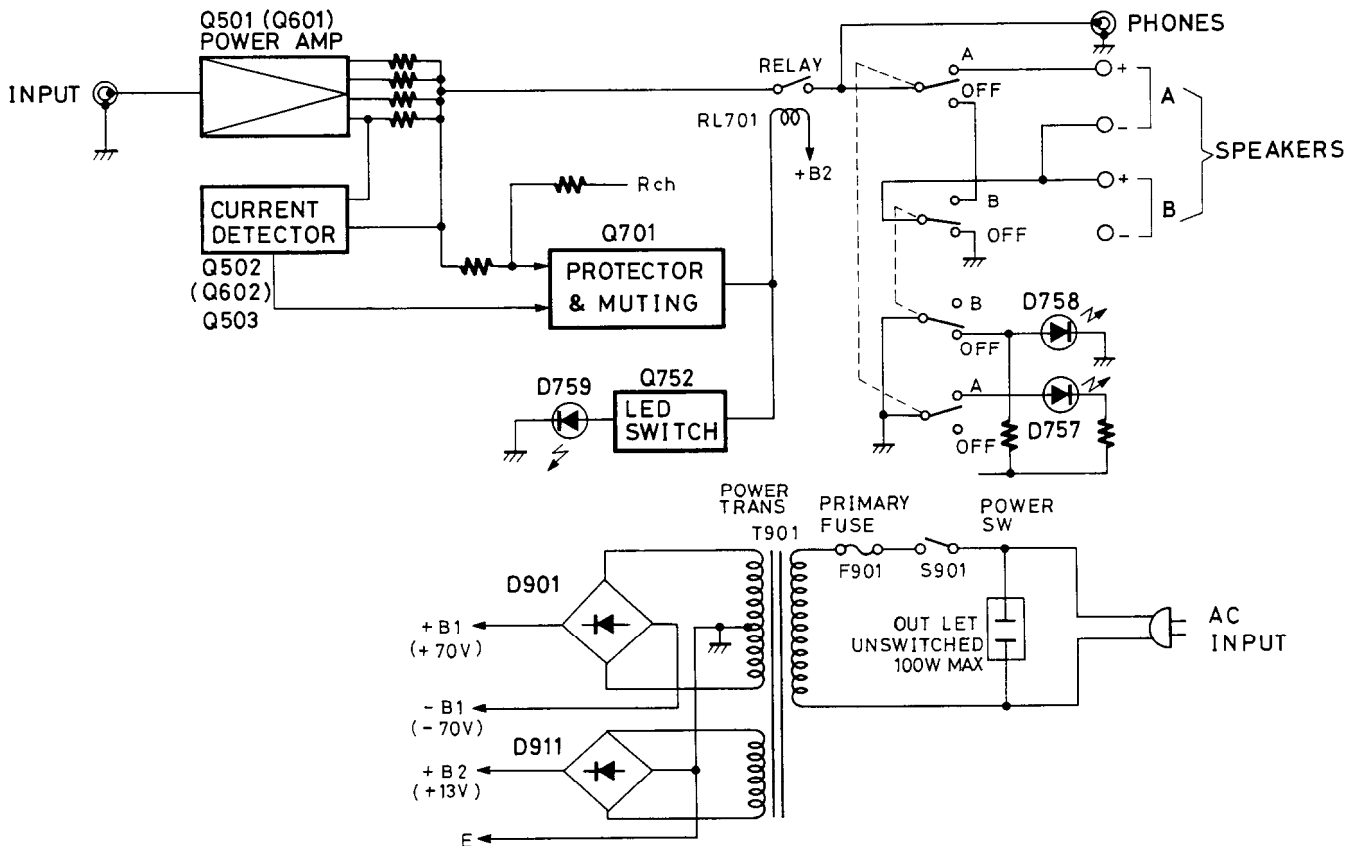 Q501 (Q601)
POWER AMP
INPUT
RELAY
RL701
+B2
PHONES
A
OFF
+
A
-
SPEAKERS
+
B
-
B
OFF
CURRENT
DETECTOR
Q502
(Q602)
Q503
Rch
Q701
PROTECTOR
& MUTING
B
OFF
D758
A
OFF
D757
D759
Q752
LED
SWITCH
POWER
TRANS
T901
PRIMARY
FUSE
F901
POWER
SW
S901
D901
+B1
(+70V)
-B1
(-70V)
D911
+B2
(+13V)
E
OUT LET
UNSWITCHED
100W MAX
AC
INPUT